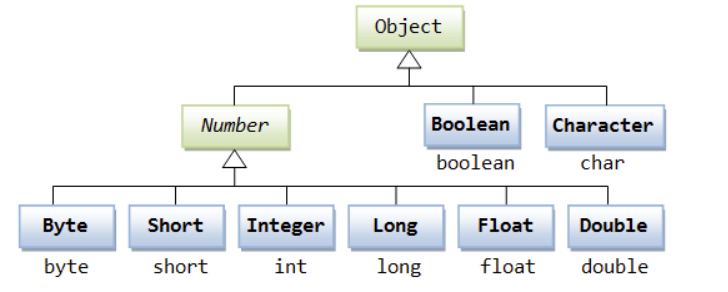 Object
Number
Boolean
Character
boolean
char
Byte
Short
Integer
Long
Float
Double
byte
short
int
long
float
double